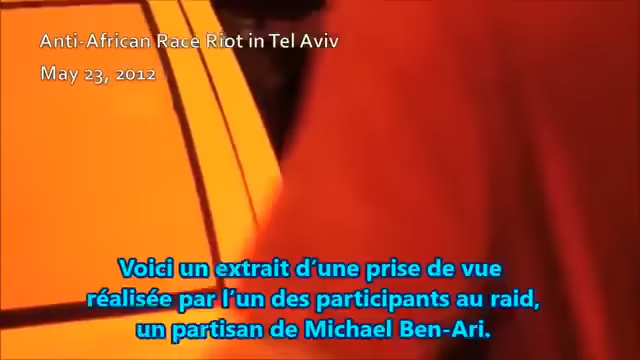 Anti-African Race Riot in Tel Aviv
May 23, 2012
Voici un extrait d’une prise de vue
réalisée par l’un des participants au raid,
un partisan de Michael Ben-Ari.